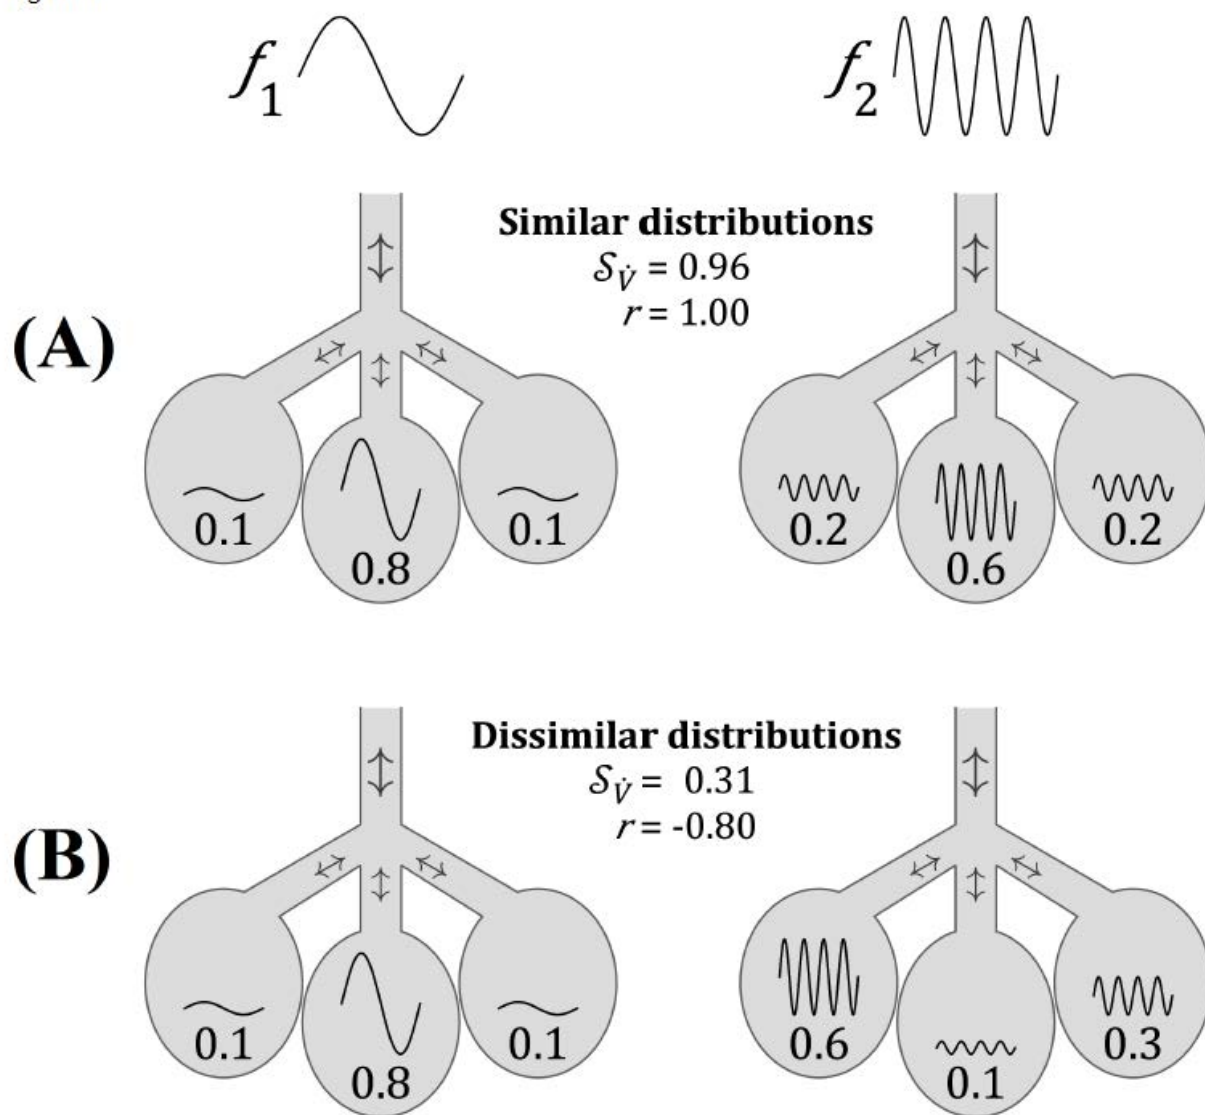 f₁ f₂
Similar distributions
𝒮_V̇ = 0.96
r = 1.00
(A)
0.1 0.8 0.1 0.2 0.6 0.2
Dissimilar distributions
𝒮_V̇ = 0.31
r = -0.80
(B)
0.1 0.8 0.1 0.6 0.1 0.3